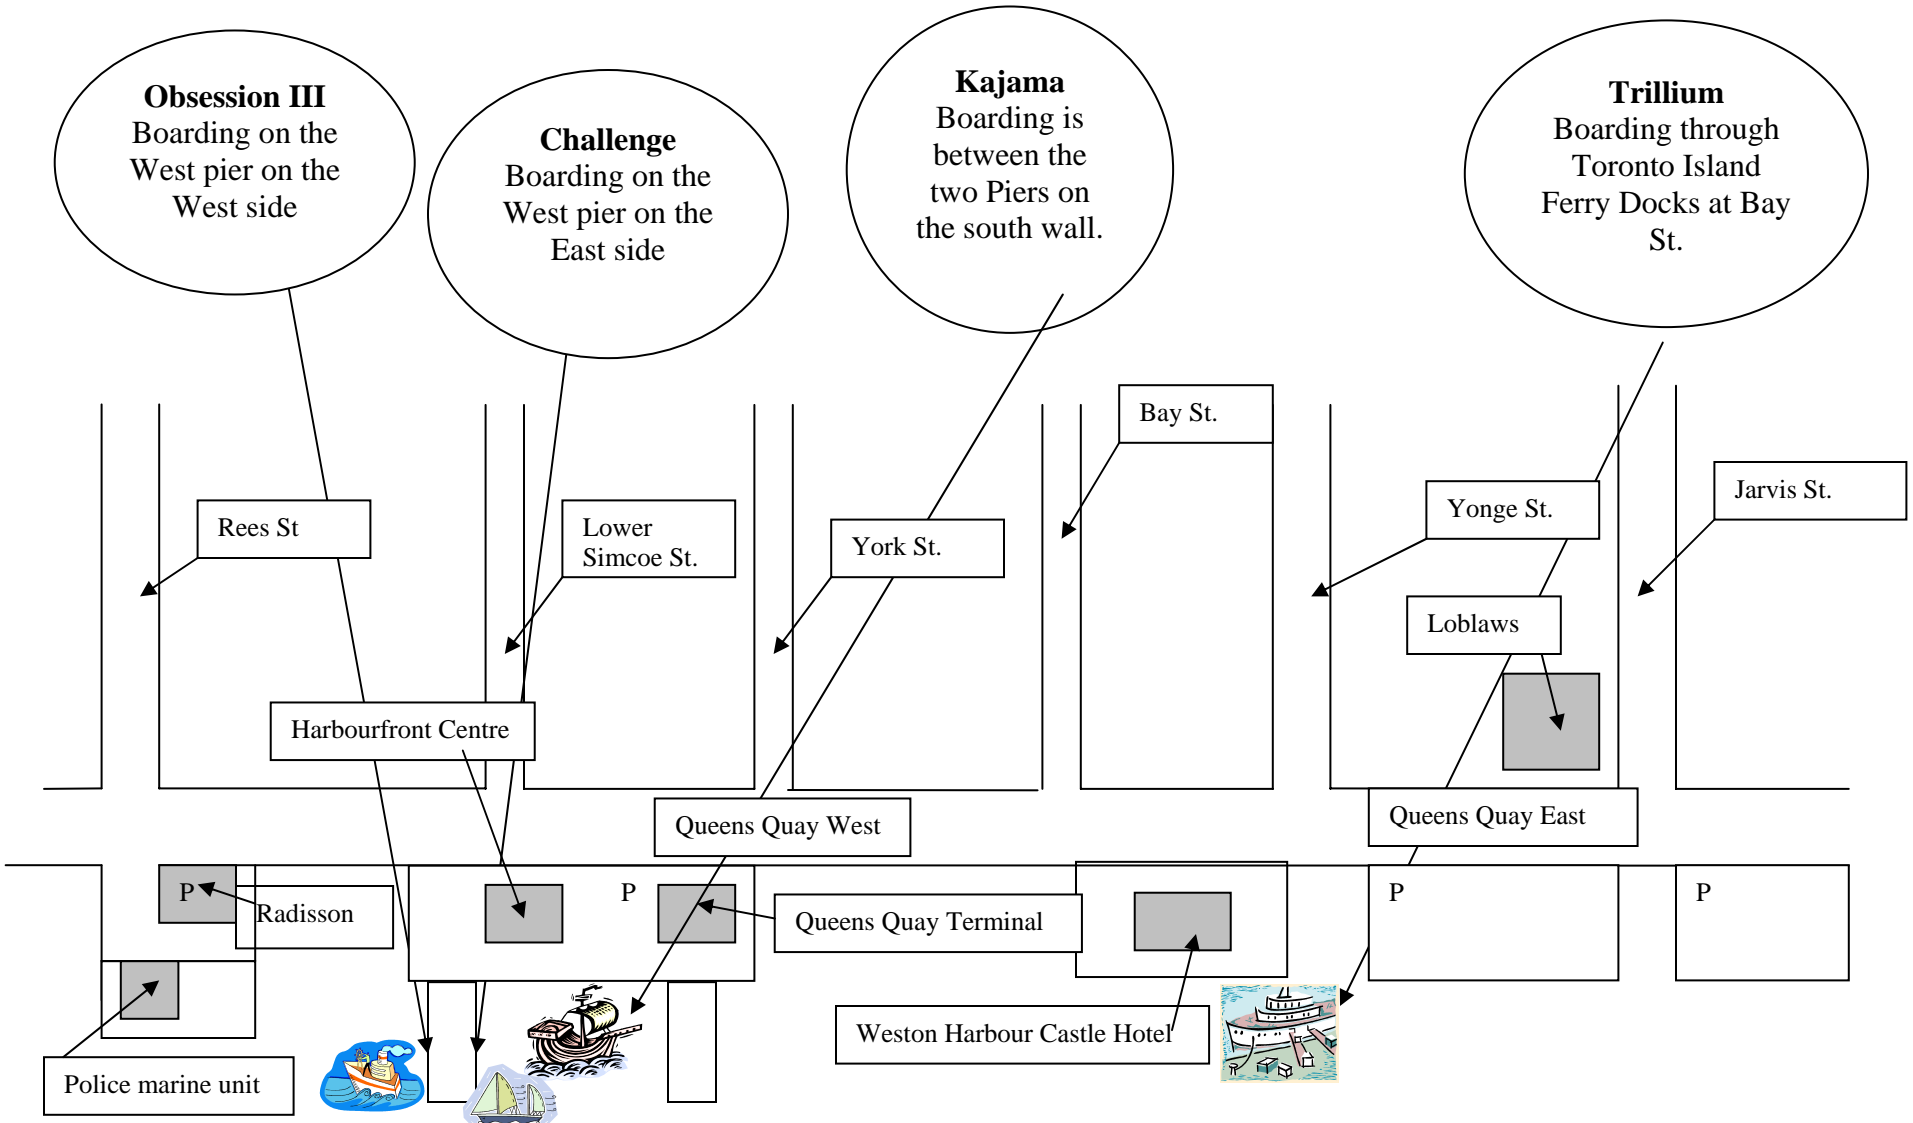 Obsession III
Boarding on the
West pier on the
West side
Challenge
Boarding on the
West pier on the
East side
Kajama
Boarding is
between the
two Piers on
the south wall.
Trillium
Boarding through
Toronto Island
Ferry Docks at Bay
St.
Bay St.
Rees St
Lower
Simcoe St.
York St.
Yonge St.
Jarvis St.
Loblaws
Harbourfront Centre
Queens Quay West
Queens Quay East
P
Radisson
P
Queens Quay Terminal
P
P
Weston Harbour Castle Hotel
Police marine unit